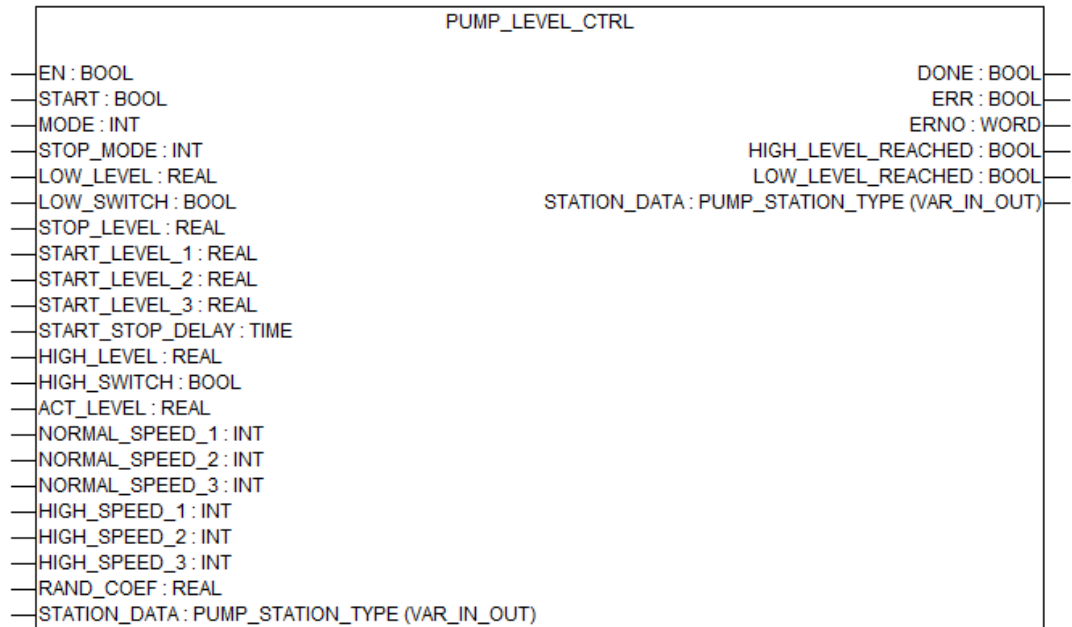 PUMP_LEVEL_CTRL
EN : BOOL DONE : BOOL
START : BOOL ERR : BOOL
MODE : INT ERNO : WORD
STOP_MODE : INT HIGH_LEVEL_REACHED : BOOL
LOW_LEVEL : REAL LOW_LEVEL_REACHED : BOOL
LOW_SWITCH : BOOL STATION_DATA : PUMP_STATION_TYPE (VAR_IN_OUT)
STOP_LEVEL : REAL
START_LEVEL_1 : REAL
START_LEVEL_2 : REAL
START_LEVEL_3 : REAL
START_STOP_DELAY : TIME
HIGH_LEVEL : REAL
HIGH_SWITCH : BOOL
ACT_LEVEL : REAL
NORMAL_SPEED_1 : INT
NORMAL_SPEED_2 : INT
NORMAL_SPEED_3 : INT
HIGH_SPEED_1 : INT
HIGH_SPEED_2 : INT
HIGH_SPEED_3 : INT
RAND_COEF : REAL
STATION_DATA : PUMP_STATION_TYPE (VAR_IN_OUT)